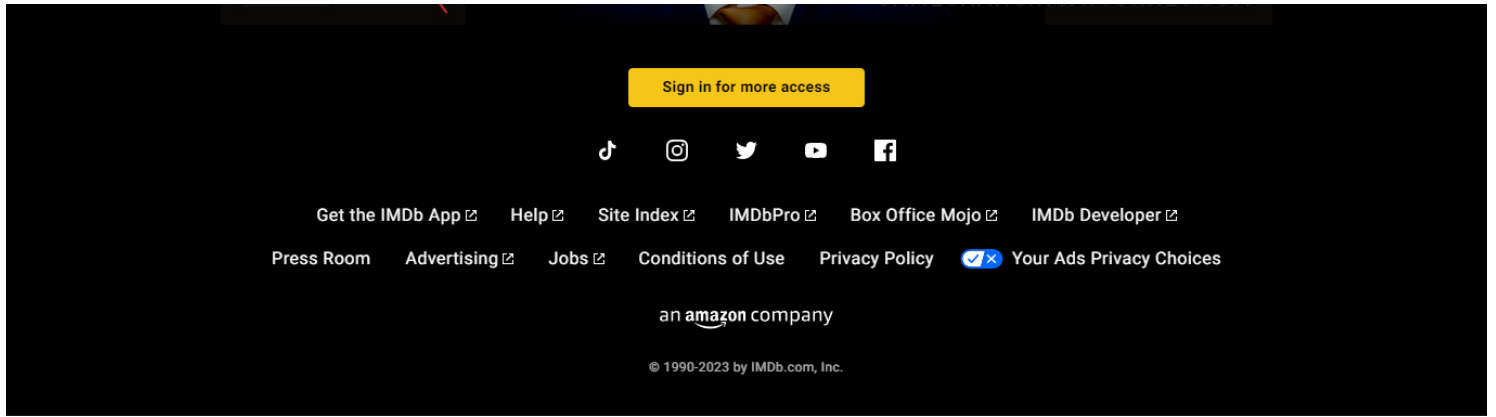 Sign in for more access
Get the IMDb App Help Site Index IMDbPro Box Office Mojo IMDb Developer
Press Room Advertising Jobs Conditions of Use Privacy Policy Your Ads Privacy Choices
an amazon company
© 1990-2023 by IMDb.com, Inc.